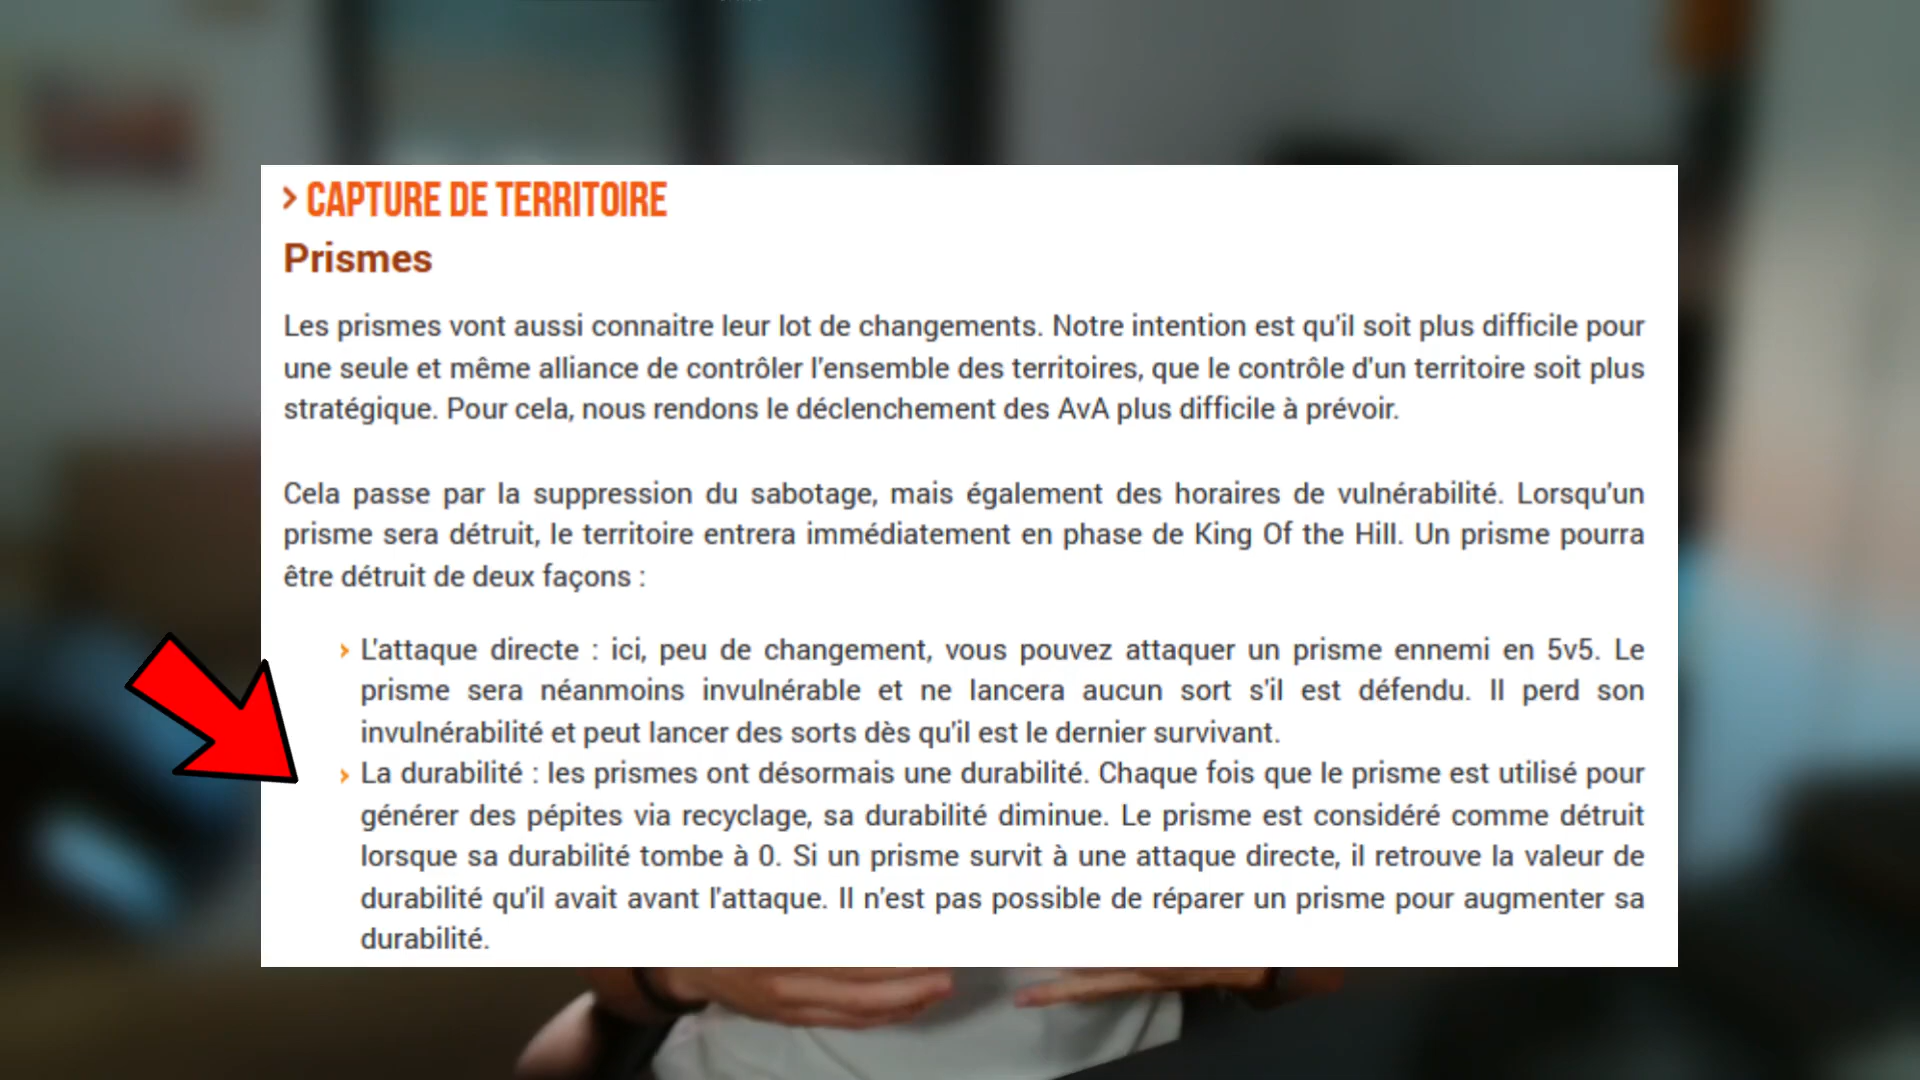 > CAPTURE DE TERRITOIRE
Prismes
Les prismes vont aussi connaitre leur lot de changements. Notre intention est qu'il soit plus difficile pour
une seule et même alliance de contrôler l'ensemble des territoires, que le contrôle d'un territoire soit plus
stratégique. Pour cela, nous rendons le déclenchement des AvA plus difficile à prévoir.
Cela passe par la suppression du sabotage, mais également des horaires de vulnérabilité. Lorsqu'un
prisme sera détruit, le territoire entrera immédiatement en phase de King Of the Hill. Un prisme pourra
être détruit de deux façons :
› L'attaque directe : ici, peu de changement, vous pouvez attaquer un prisme ennemi en 5v5. Le
prisme sera néanmoins invulnérable et ne lancera aucun sort s'il est défendu. Il perd son
invulnérabilité et peut lancer des sorts dès qu'il est le dernier survivant.
› La durabilité : les prismes ont désormais une durabilité. Chaque fois que le prisme est utilisé pour
générer des pépites via recyclage, sa durabilité diminue. Le prisme est considéré comme détruit
lorsque sa durabilité tombe à 0. Si un prisme survit à une attaque directe, il retrouve la valeur de
durabilité qu'il avait avant l'attaque. Il n'est pas possible de réparer un prisme pour augmenter sa
durabilité.